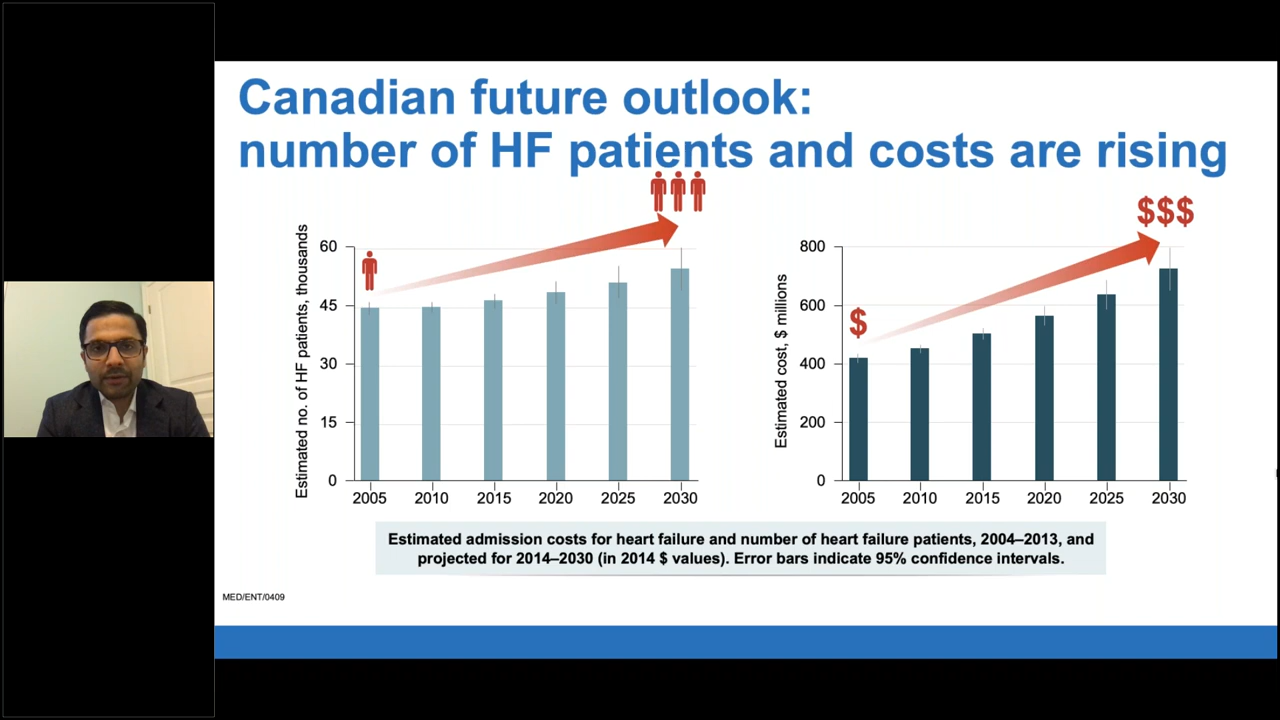 Canadian future outlook:
number of HF patients and costs are rising
Estimated no. of HF patients, thousands
60
45
30
15
0
2005 2010 2015 2020 2025 2030
$
$$$
Estimated cost, $ millions
800
600
400
200
0
2005 2010 2015 2020 2025 2030
Estimated admission costs for heart failure and number of heart failure patients, 2004–2013, and
projected for 2014–2030 (in 2014 $ values). Error bars indicate 95% confidence intervals.
MED/ENT/0409